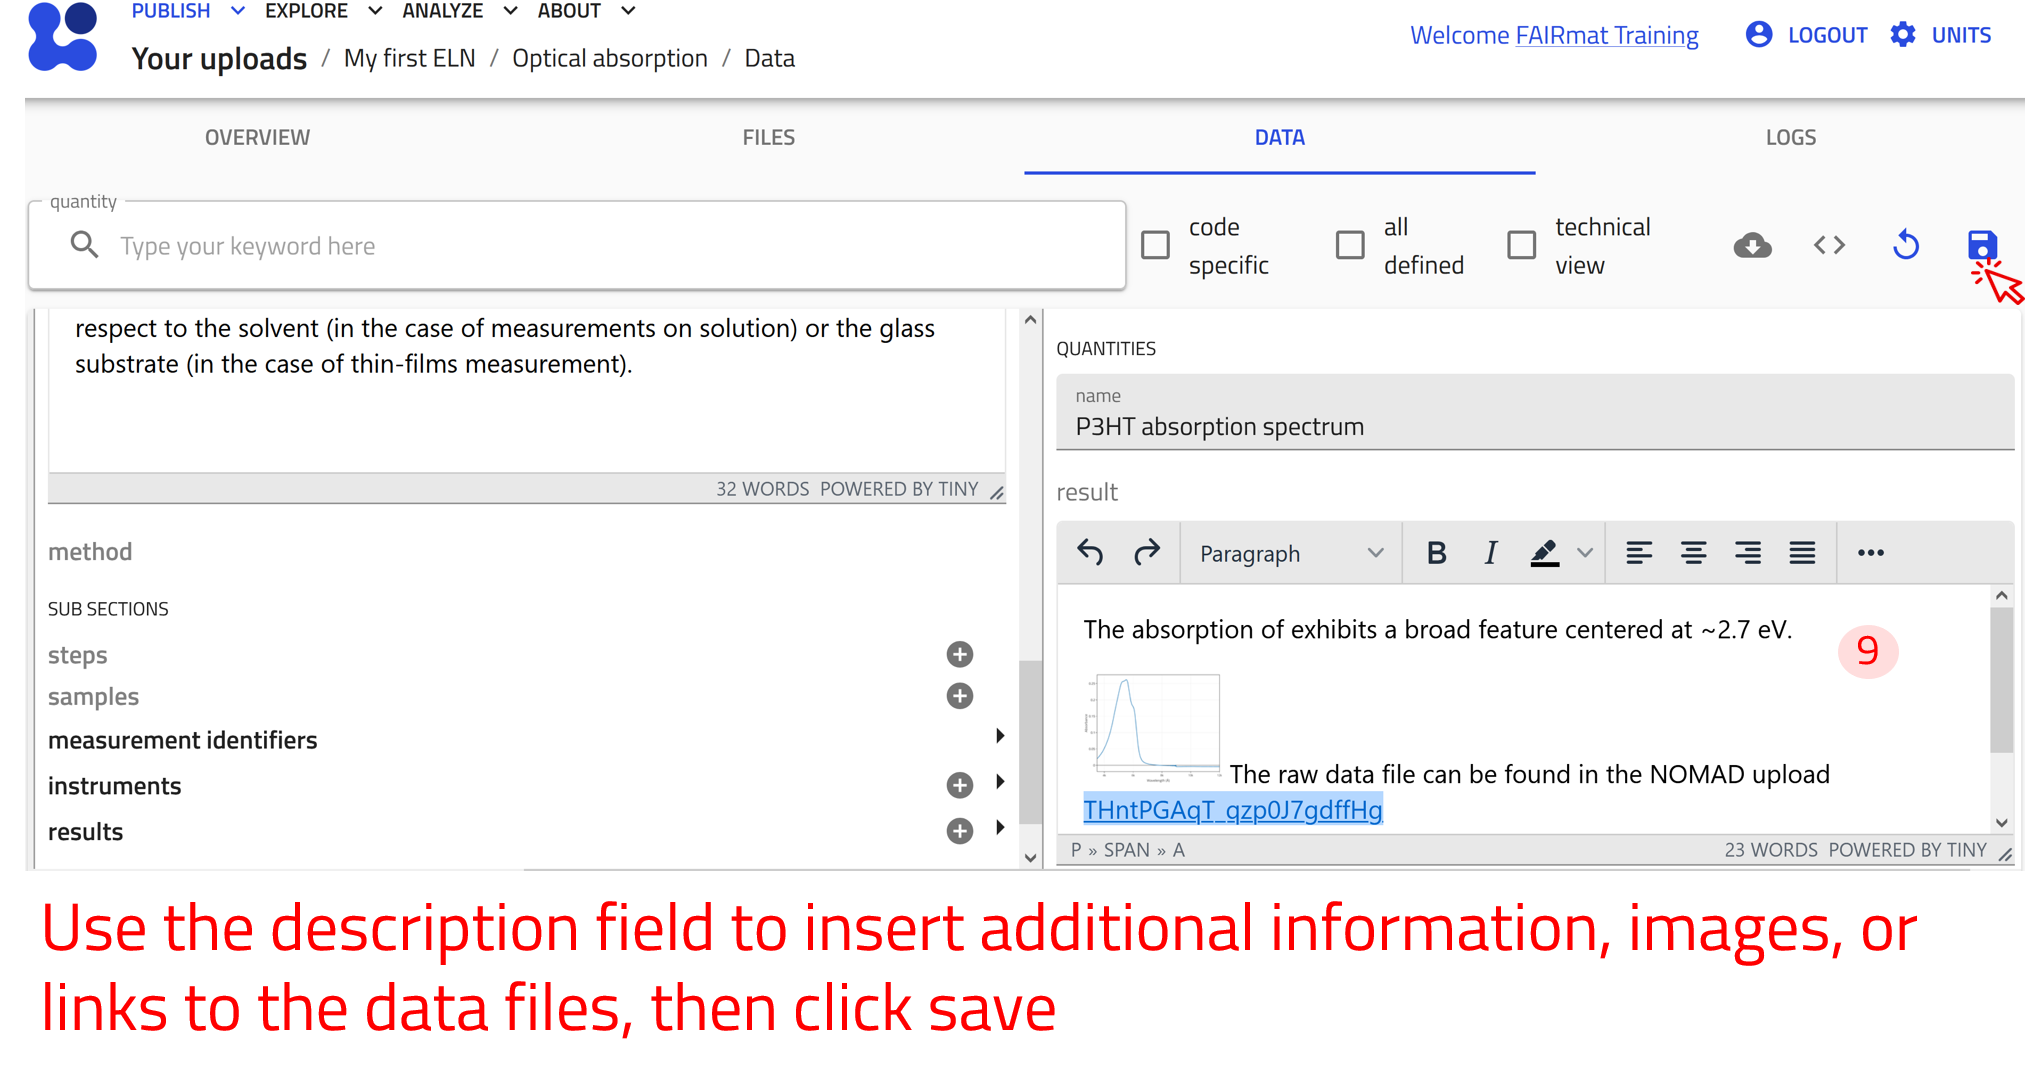 PUBLISH EXPLORE ANALYZE ABOUT
Your uploads / My first ELN / Optical absorption / Data
Welcome FAIRmat Training LOGOUT UNITS
OVERVIEW FILES DATA LOGS
quantity
Type your keyword here
code specific
all defined
technical view
respect to the solvent (in the case of measurements on solution) or the glass
substrate (in the case of thin-films measurement).
32 WORDS POWERED BY TINY
method
SUB SECTIONS
steps
samples
measurement identifiers
instruments
results
QUANTITIES
name
P3HT absorption spectrum
result
Paragraph B I
The absorption of exhibits a broad feature centered at ~2.7 eV.
9
The raw data file can be found in the NOMAD upload
THntPGAqT_qzp0J7gdffHg
P » SPAN » A
23 WORDS POWERED BY TINY
Use the description field to insert additional information, images, or
links to the data files, then click save